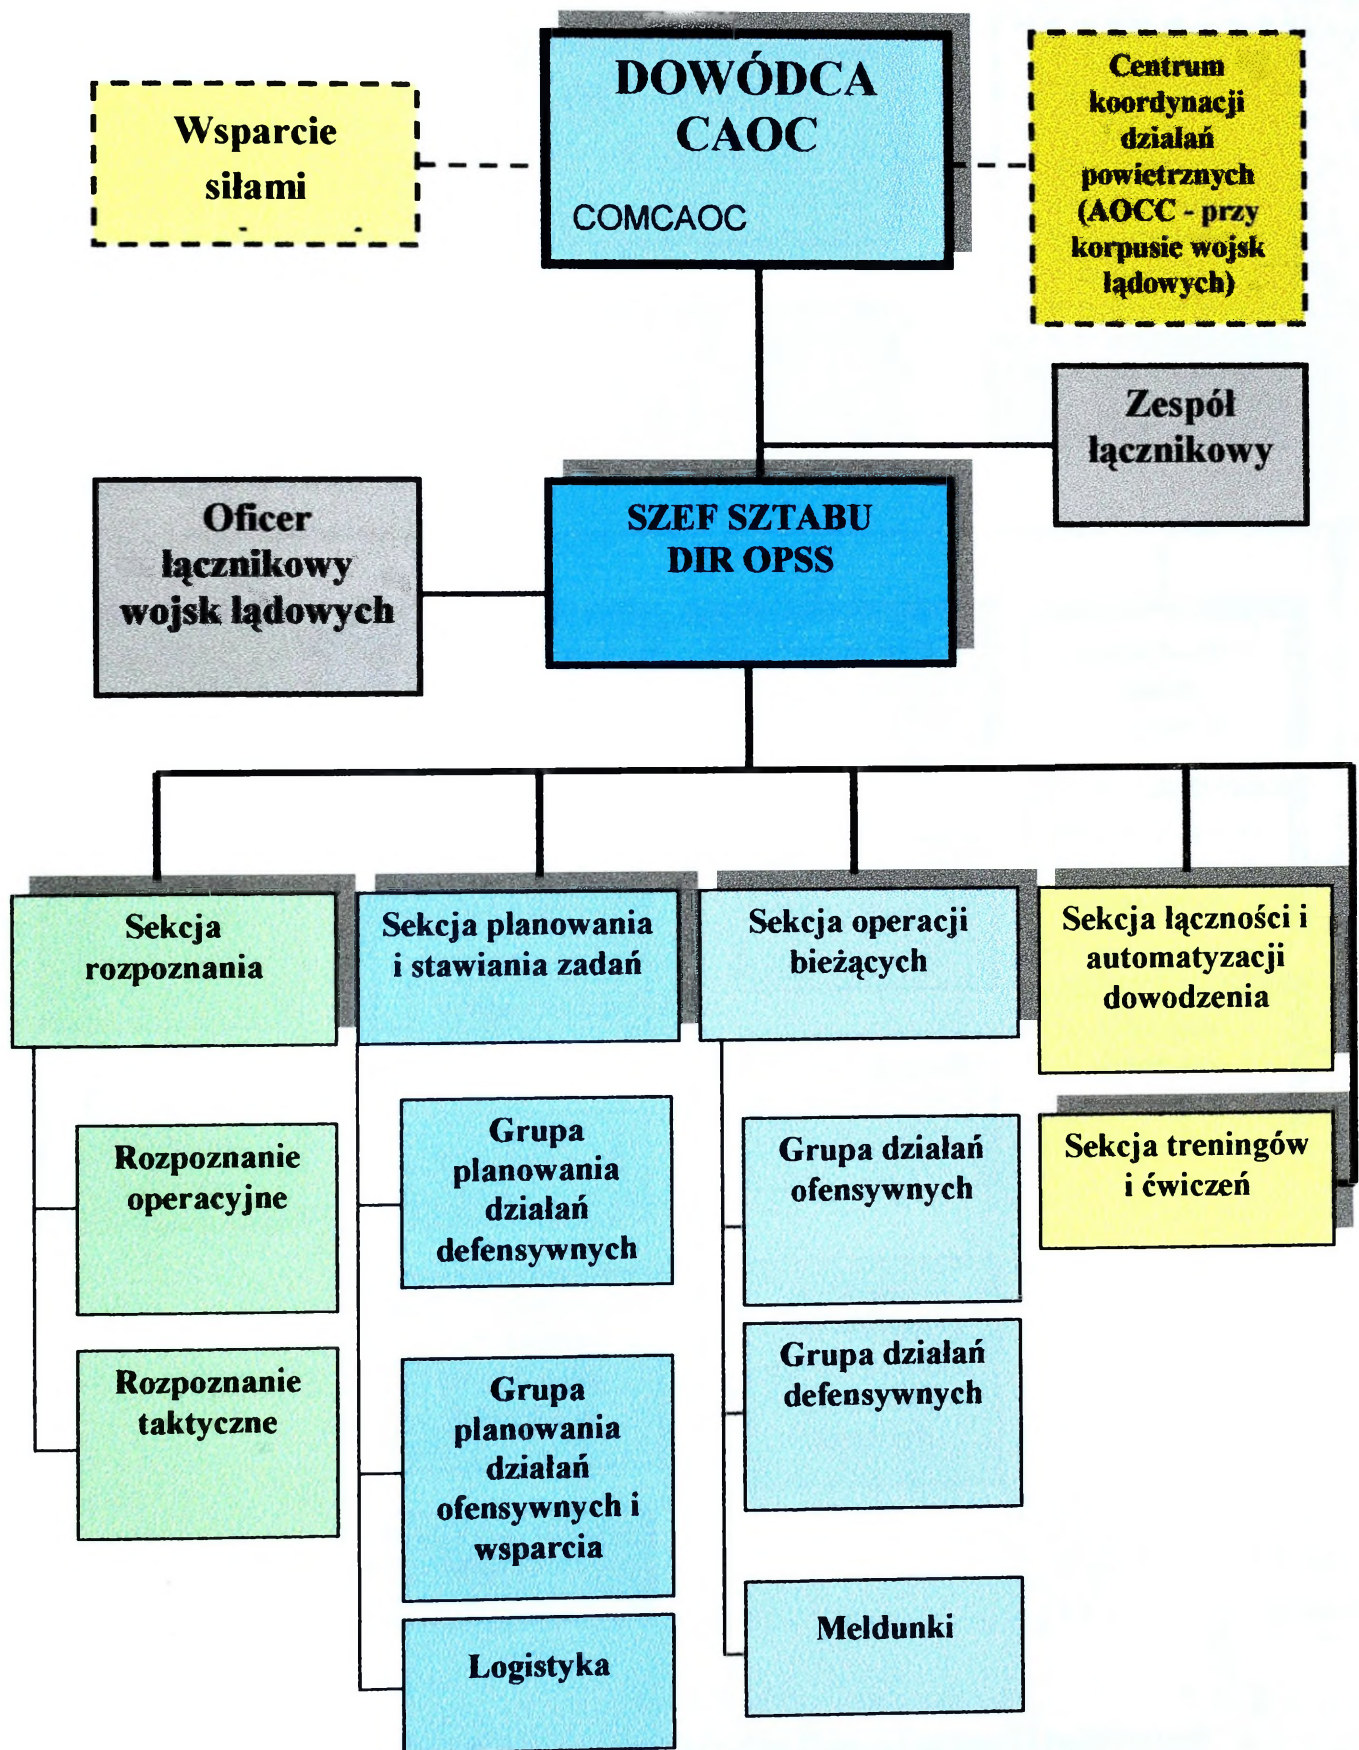 DOWÓDCA
CAOC
COMCAOC
Wsparcie
siłami
Centrum
koordynacji
działań
powietrznych
(AOCC - przy
korpusie wojsk
lądowych)
Zespół
łącznikowy
Oficer
łącznikowy
wojsk lądowych
SZEF SZTABU
DIR OPSS
Sekcja
rozpoznania
Sekcja planowania
i stawiania zadań
Sekcja operacji
bieżących
Sekcja łączności i
automatyzacji
dowodzenia
Rozpoznanie
operacyjne
Rozpoznanie
taktyczne
Grupa
planowania
działań
defensywnych
Grupa
planowania
działań
ofensywnych i
wsparcia
Logistyka
Grupa działań
ofensywnych
Grupa działań
defensywnych
Meldunki
Sekcja treningów
i ćwiczeń